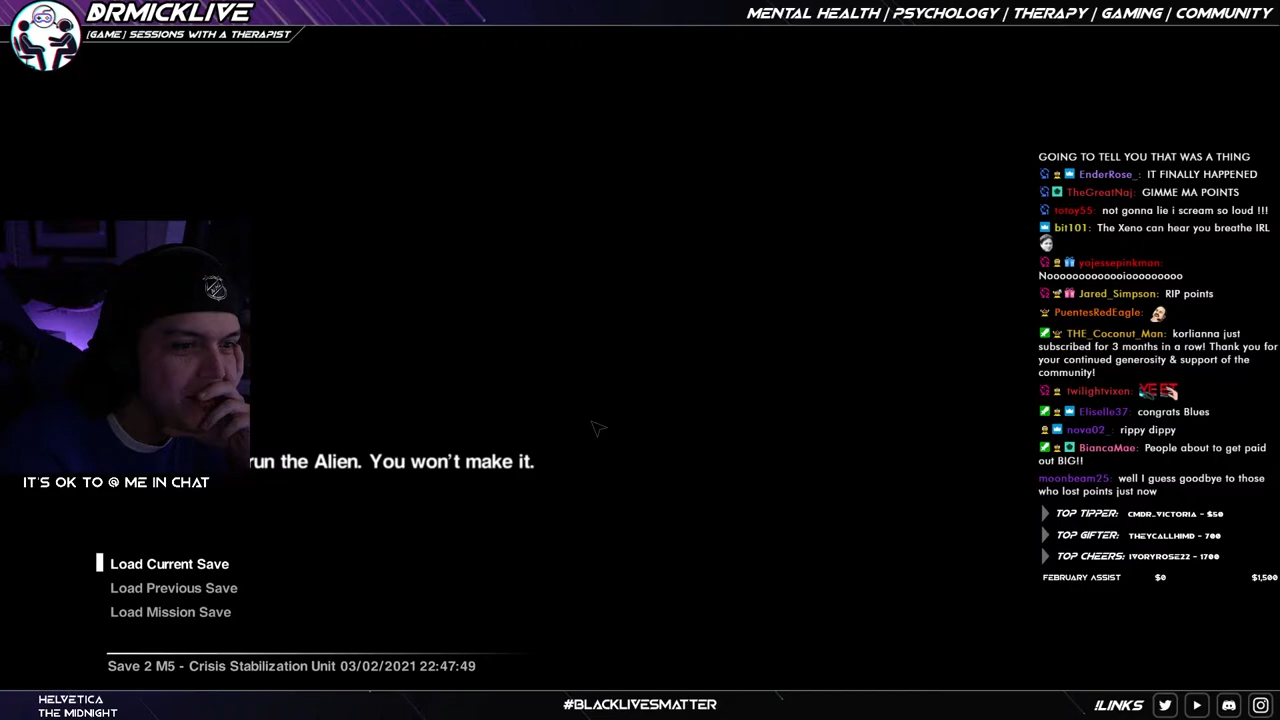 DRMICKLIVE
[GAME] SESSIONS WITH A THERAPIST
MENTAL HEALTH | PSYCHOLOGY | THERAPY | GAMING | COMMUNITY
GOING TO TELL YOU THAT WAS A THING
EnderRose_: IT FINALLY HAPPENED
TheGreatNaj: GIMME MA POINTS
totoy55: not gonna lie i scream so loud !!!
bit101: The Xeno can hear you breathe IRL
yajessepinkman:
Noooooooooooioooooooo
Jared_Simpson: RIP points
PuentesRedEagle:
THE_Coconut_Man: korlianna just
subscribed for 3 months in a row! Thank you for
your continued generosity & support of the
community!
twilightvixen:
Eliselle37: congrats Blues
nova02_: rippy dippy
BiancaMae: People about to get paid
out BIG!!
moonbeam25: well I guess goodbye to those
who lost points just now
TOP TIPPER: CMDR_VICTORIA - $50
TOP GIFTER: THEYCALLHIMD - 700
TOP CHEERS: IVORYROSE22 - 1700
FEBRUARY ASSIST $0 $1,500
run the Alien. You won't make it.
IT'S OK TO @ ME IN CHAT
Load Current Save
Load Previous Save
Load Mission Save
Save 2 M5 - Crisis Stabilization Unit 03/02/2021 22:47:49
HELVETICA
THE MIDNIGHT
#BLACKLIVESMATTER
!LINKS